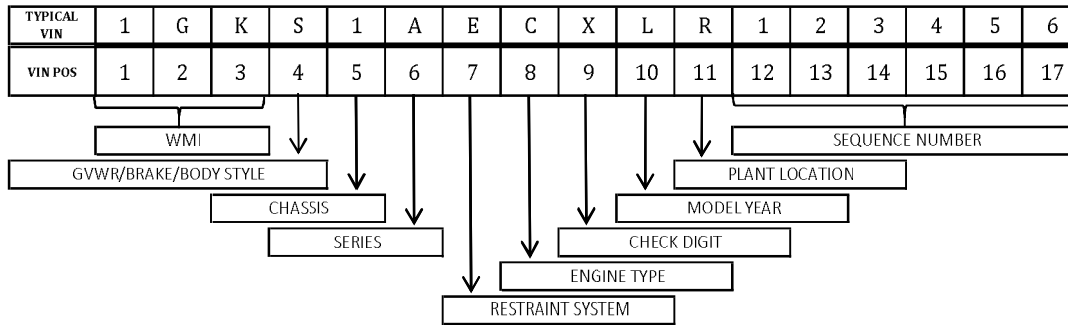 TYPICAL VIN 1 G K S 1 A E C X L R 1 2 3 4 5 6
VIN POS 1 2 3 4 5 6 7 8 9 10 11 12 13 14 15 16 17
WMI SEQUENCE NUMBER
GVWR/BRAKE/BODY STYLE PLANT LOCATION
CHASSIS MODEL YEAR
SERIES CHECK DIGIT
ENGINE TYPE
RESTRAINT SYSTEM